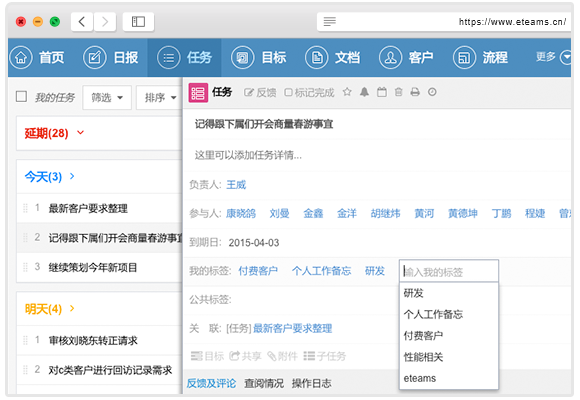 https://www.eteams.cn/
首页 日报 任务 目标 文档 客户 流程 更多
我的任务 筛选 排序
延期(28)
今天(3)
1 最新客户要求整理
2 记得跟下属们开会商量春游事宜
3 继续策划今年新项目
明天(4)
1 审核刘晓东转正请求
2 对c类客户进行回访记录需求
任务 反馈 标记完成
记得跟下属们开会商量春游事宜
这里可以添加任务详情...
负责人: 王威
参与人: 康晓鸽 刘曼 金鑫 金洋 胡继炜 黄河 黄德坤 丁鹏 程婕
到期日: 2015-04-03
我的标签: 付费客户 个人工作备忘 研发 输入我的标签
研发
个人工作备忘
付费客户
性能相关
eteams
公共标签:
关 联: [任务] 最新客户要求整理
目标 共享 附件 子任务
反馈及评论 查阅情况 操作日志